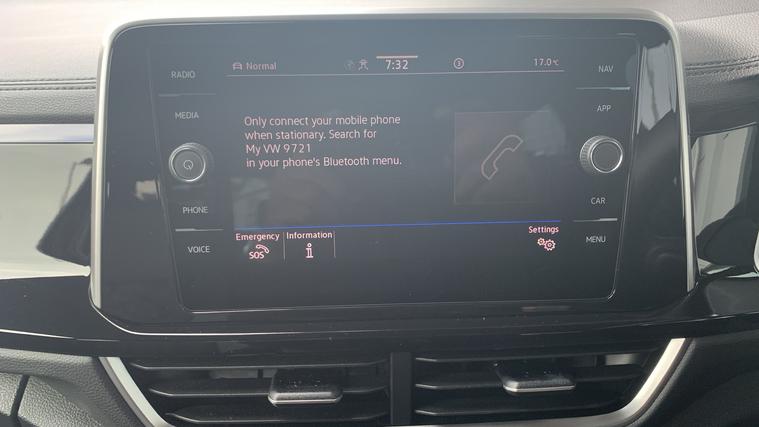 RADIO
MEDIA
PHONE
VOICE
Normal
7:32
17.0°C
Only connect your mobile phone
when stationary. Search for
My VW 9721
in your phone's Bluetooth menu.
Emergency
SOS
Information
i
Settings
NAV
APP
CAR
MENU